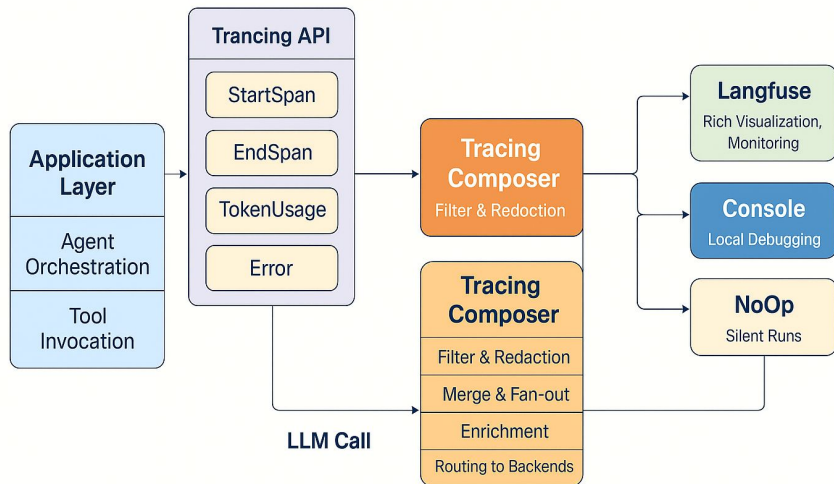 Application
Layer
Agent
Orchestration
Tool
Invocation
Trancing API
StartSpan
EndSpan
TokenUsage
Error
LLM Call
Tracing
Composer
Filter & Redoction
Tracing
Composer
Filter & Redaction
Merge & Fan-out
Enrichment
Routing to Backends
Langfuse
Rich Visualization,
Monitoring
Console
Local Debugging
NoOp
Silent Runs